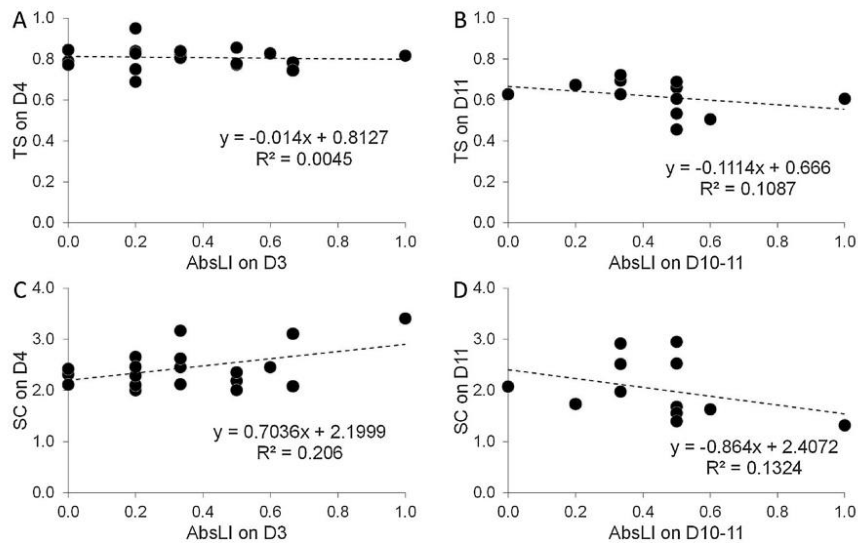 A
TS on D4
1.0
0.8
0.6
0.4
0.2
0.0
y = -0.014x + 0.8127
R² = 0.0045
0.0 0.2 0.4 0.6 0.8 1.0
AbsLI on D3
B
TS on D11
1.0
0.8
0.6
0.4
0.2
0.0
y = -0.1114x + 0.666
R² = 0.1087
0.0 0.2 0.4 0.6 0.8 1.0
AbsLI on D10-11
C
SC on D4
4.0
3.0
2.0
1.0
0.0
y = 0.7036x + 2.1999
R² = 0.206
0.0 0.2 0.4 0.6 0.8 1.0
AbsLI on D3
D
SC on D11
4.0
3.0
2.0
1.0
0.0
y = -0.864x + 2.4072
R² = 0.1324
0.0 0.2 0.4 0.6 0.8 1.0
AbsLI on D10-11